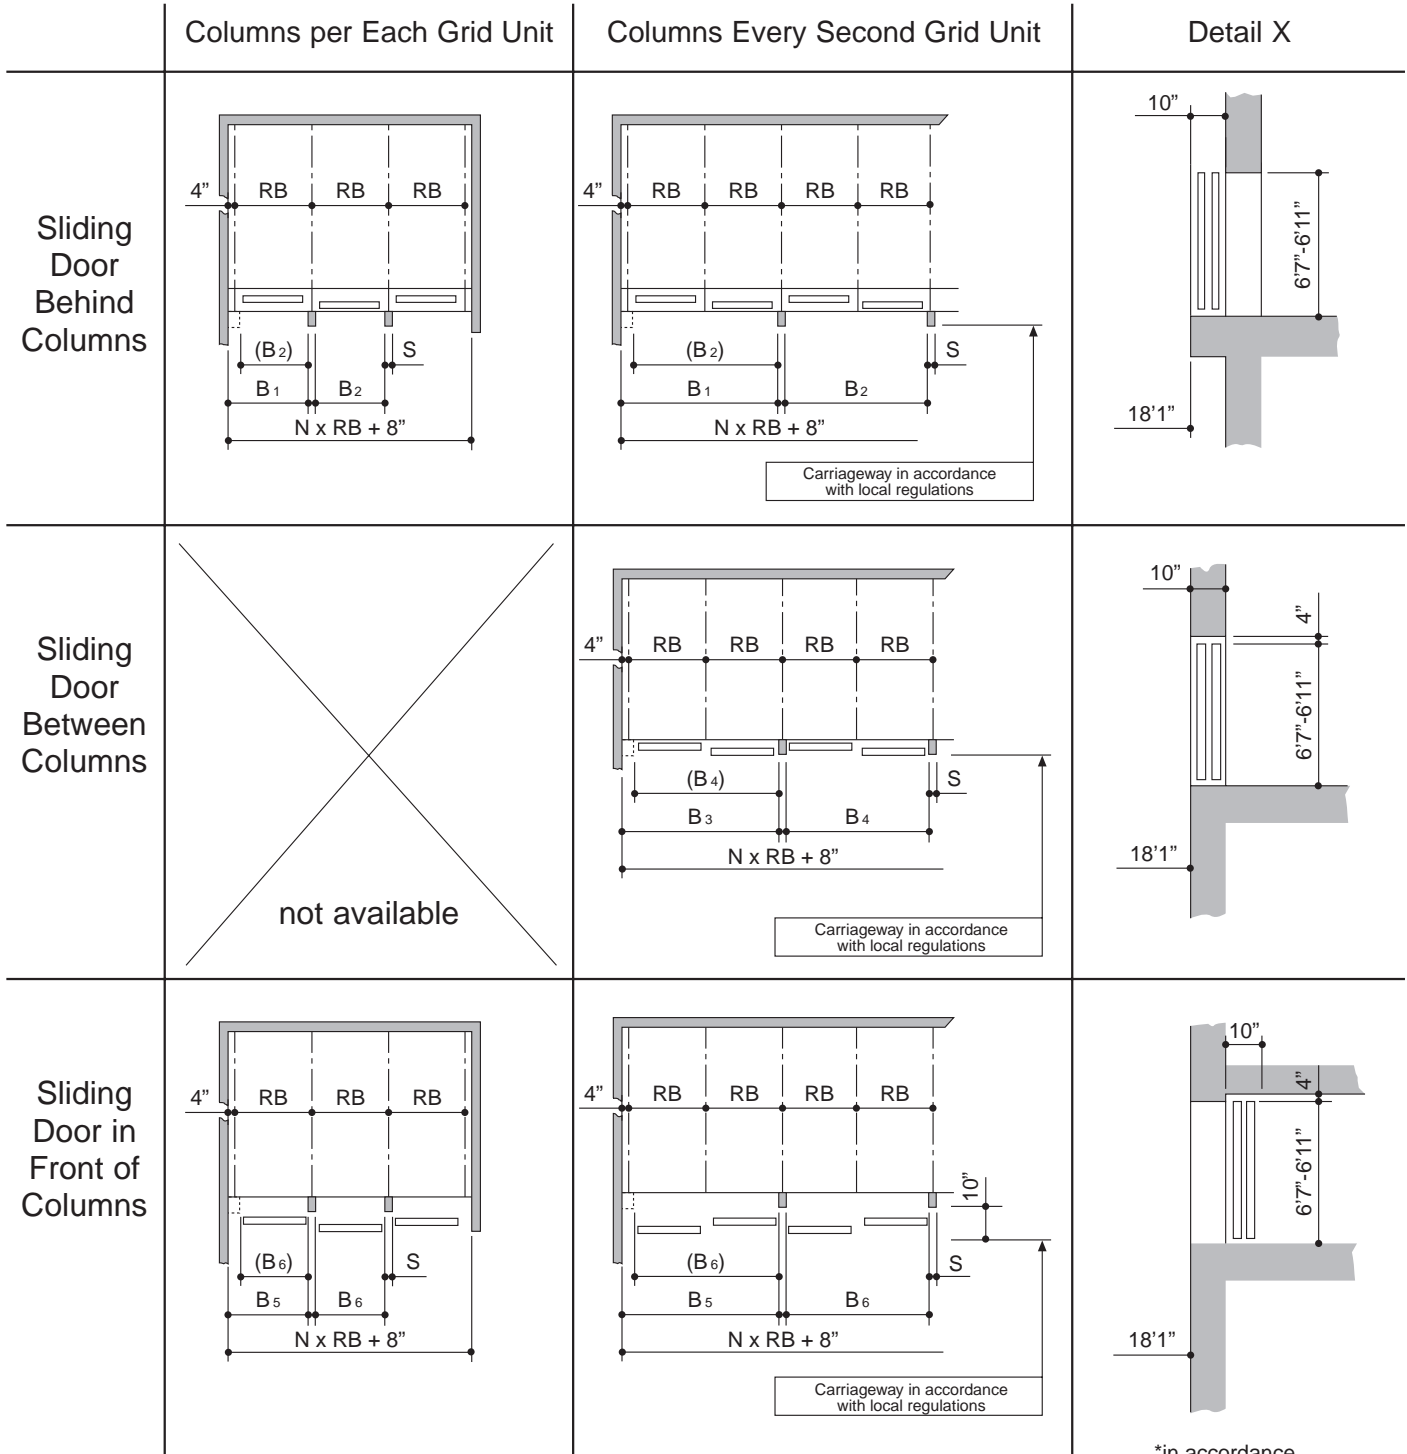 Columns per Each Grid Unit
Columns Every Second Grid Unit
Detail X
Sliding
Door
Behind
Columns
4”
RB
RB
RB
(B2)
S
B1
B2
N x RB + 8”
4”
RB
RB
RB
RB
(B2)
S
B1
B2
N x RB + 8”
Carriageway in accordance
with local regulations
10”
6’7”-6’11”
18’1”
Sliding
Door
Between
Columns
not available
4”
RB
RB
RB
RB
(B4)
S
B3
B4
N x RB + 8”
Carriageway in accordance
with local regulations
10”
4”
6’7”-6’11”
18’1”
Sliding
Door in
Front of
Columns
4”
RB
RB
RB
(B6)
S
B5
B6
N x RB + 8”
4”
RB
RB
RB
RB
10”
(B6)
S
B5
B6
N x RB + 8”
Carriageway in accordance
with local regulations
10”
4”
6’7”-6’11”
18’1”
*in accordance